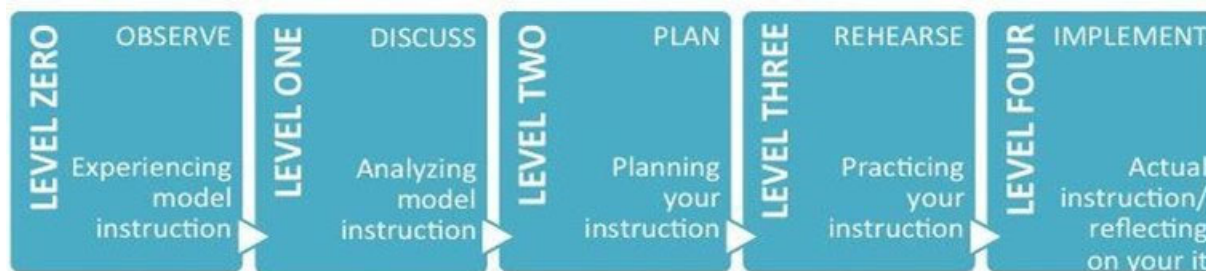 LEVEL ZERO
OBSERVE
Experiencing
model
instruction
LEVEL ONE
DISCUSS
Analyzing
model
instruction
LEVEL TWO
PLAN
Planning
your
instruction
LEVEL THREE
REHEARSE
Practicing
your
instruction
LEVEL FOUR
IMPLEMENT
Actual
instruction/
reflecting
on your it